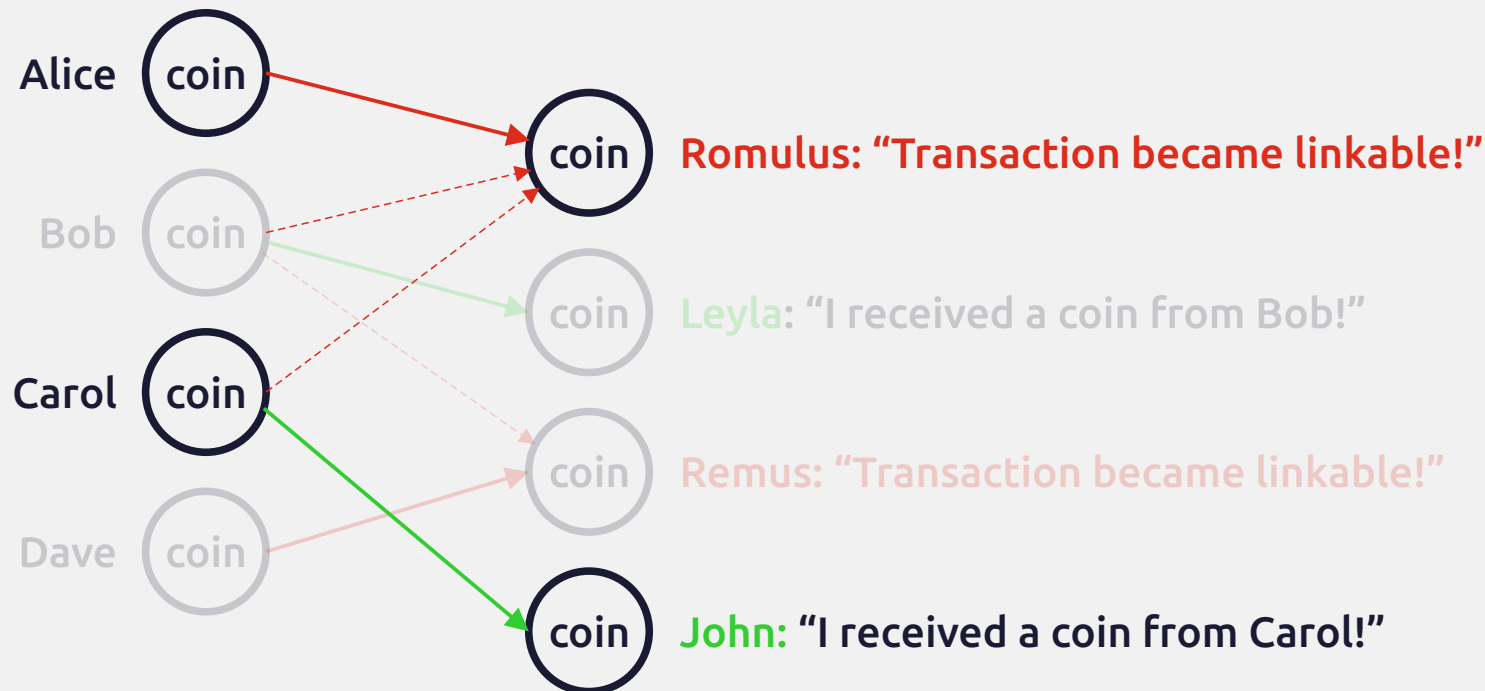 Alice coin
coin Romulus: “Transaction became linkable!”
Bob coin
coin Leyla: “I received a coin from Bob!”
Carol coin
coin Remus: “Transaction became linkable!”
Dave coin
coin John: “I received a coin from Carol!”